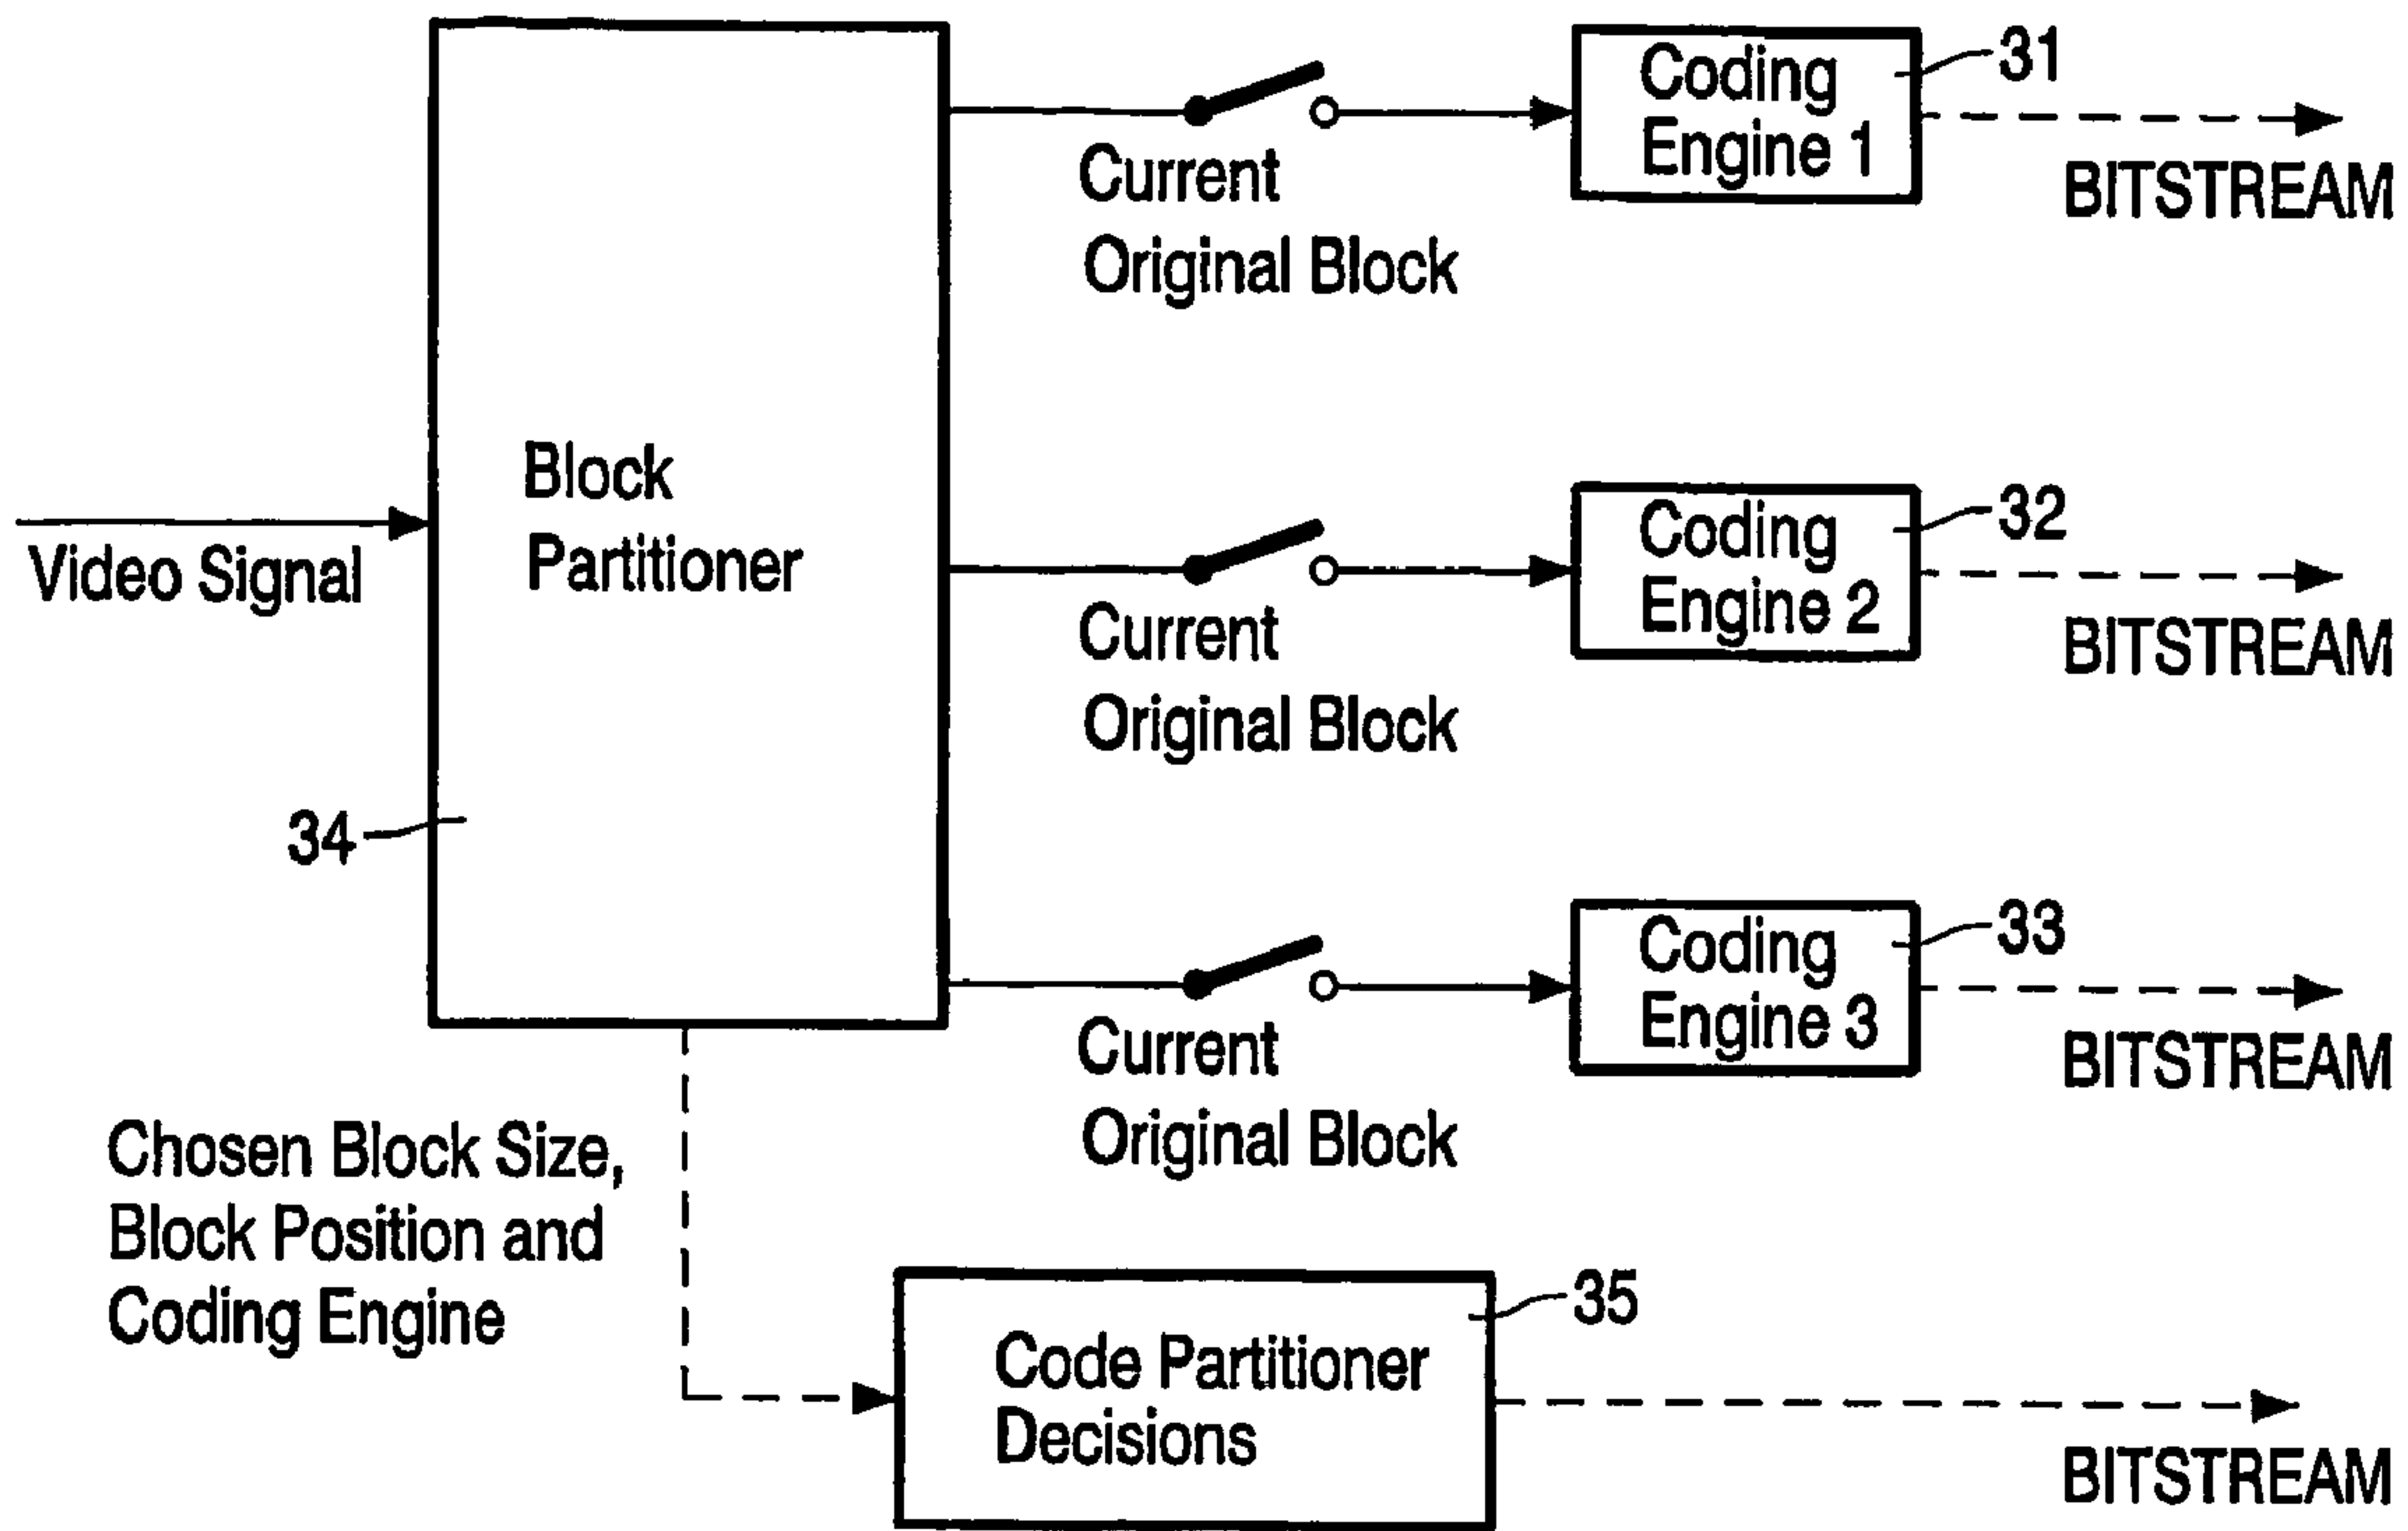 Coding
Engine 1
31
BITSTREAM
Current
Original Block
Block
Partitioner
Video Signal
34
Coding
Engine 2
32
BITSTREAM
Current
Original Block
Coding
Engine 3
33
BITSTREAM
Current
Original Block
Chosen Block Size,
Block Position and
Coding Engine
Code Partitioner
Decisions
35
BITSTREAM